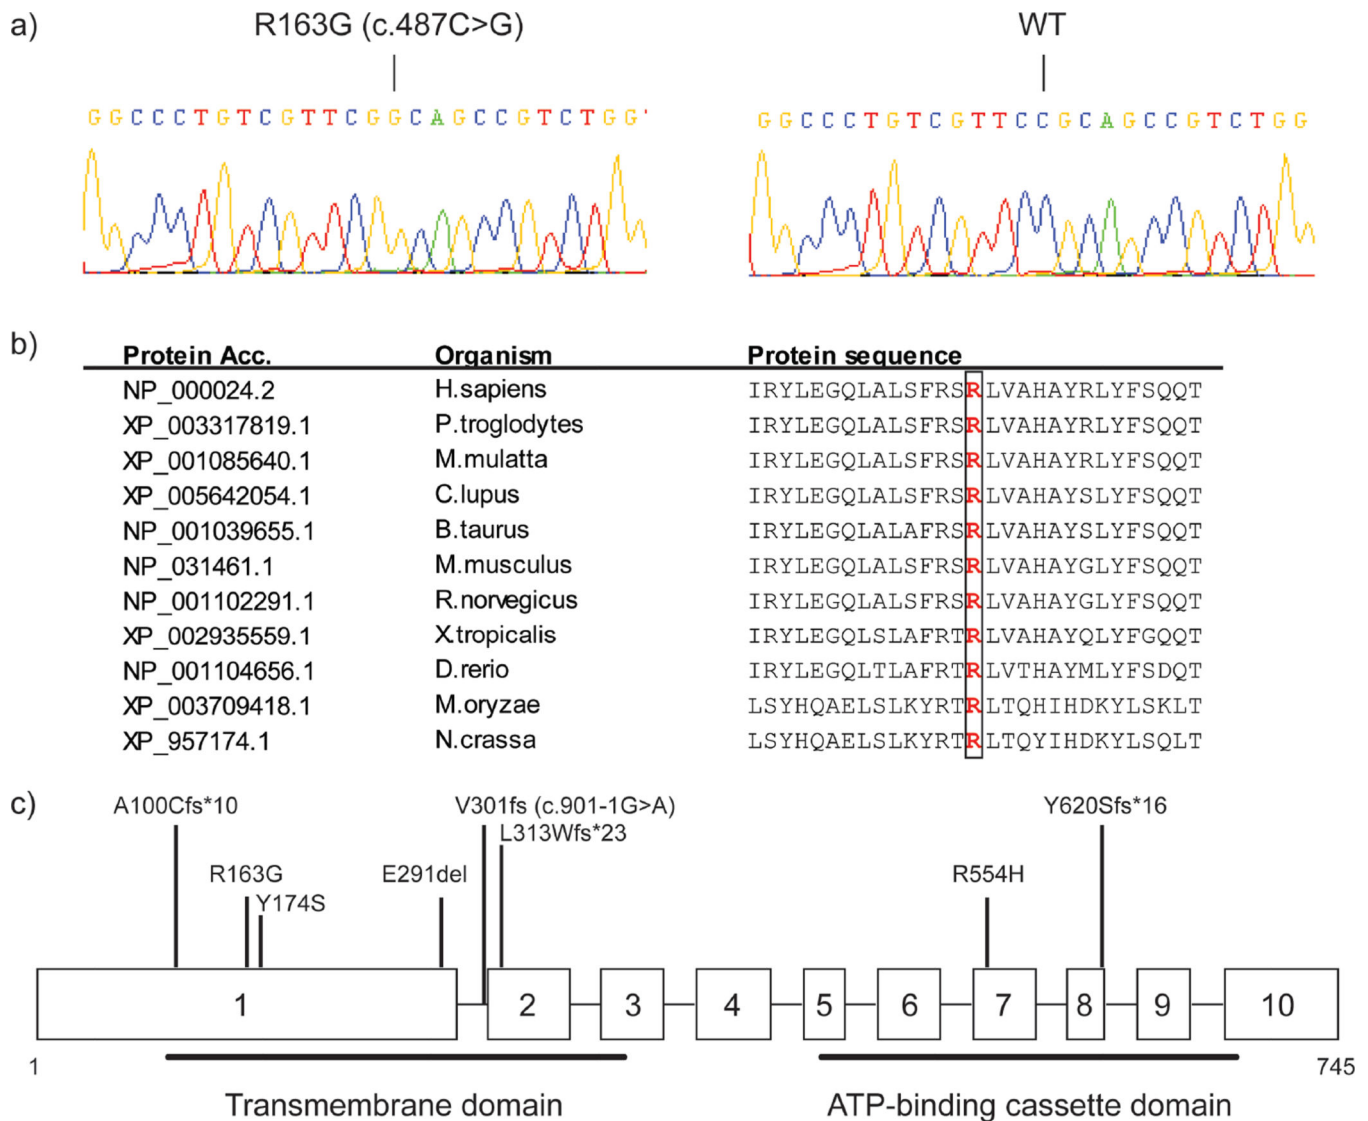 a)
R163G (c.487C>G)
WT
GGCCCTGTCGTTCGGCAGCCGTCTGG'
GGCCCTGTCGTTCCGCAGCCGTCTGG
b)
Protein Acc. Organism Protein sequence
NP_000024.2 H.sapiens IRYLEGQLALSFRSRLVAHAYRLYFSQQT
XP_003317819.1 P.troglodytes IRYLEGQLALSFRSRLVAHAYRLYFSQQT
XP_001085640.1 M.mulatta IRYLEGQLALSFRSRLVAHAYRLYFSQQT
XP_005642054.1 C.lupus IRYLEGQLALSFRSRLVAHAYSLYFSQQT
NP_001039655.1 B.taurus IRYLEGQLALAFRSRLVAHAYSLYFSQQT
NP_031461.1 M.musculus IRYLEGQLALSFRSRLVAHAYGLYFSQQT
NP_001102291.1 R.norvegicus IRYLEGQLALSFRSRLVAHAYGLYFSQQT
XP_002935559.1 X.tropicalis IRYLEGQLSLAFRTRLVAHAYQLYFGQQT
NP_001104656.1 D.rerio IRYLEGQLTLAFRTRLVTHAYMLYFSDQT
XP_003709418.1 M.oryzae LSYHQAELSLKYRTRLTQHIHDKYLSKLT
XP_957174.1 N.crassa LSYHQAELSLKYRTRLTQYIHDKYLSQLT
c)
A100Cfs*10
V301fs (c.901-1G>A)
Y620Sfs*16
L313Wfs*23
R163G
E291del
R554H
Y174S
1 2 3 4 5 6 7 8 9 10
1
745
Transmembrane domain
ATP-binding cassette domain